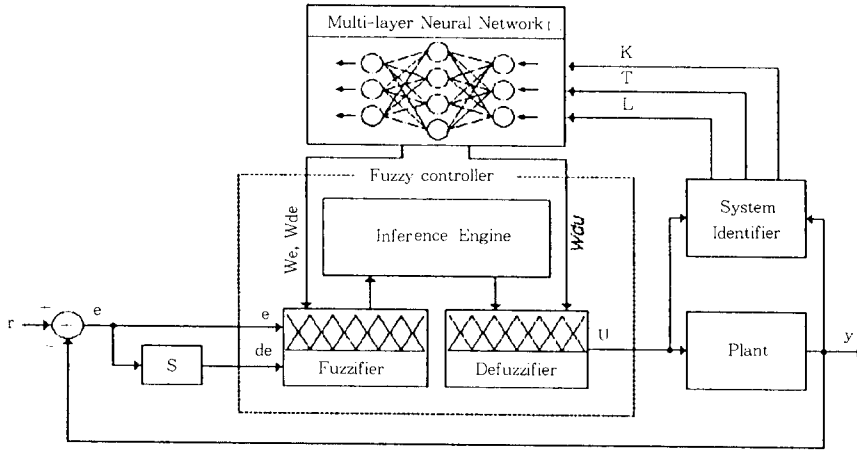 Multi-layer Neural Network
K
T
L
Fuzzy controller
We, Wde
Wdu
Inference Engine
System
Identifier
r
+
-
e
e
de
S
Fuzzifier
Defuzzifier
U
Plant
y